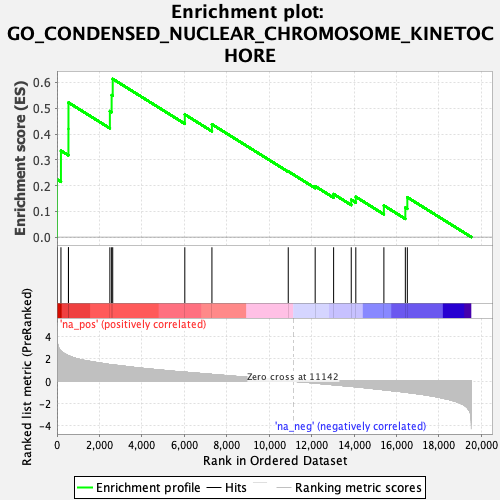 Enrichment plot:
GO_CONDENSED_NUCLEAR_CHROMOSOME_KINETOC
HORE
Enrichment score (ES)
0.6
0.5
0.4
0.3
0.2
0.1
0.0
'na_pos' (positively correlated)
Ranked list metric (PreRanked)
4
2
0
-2
-4
Zero cross at 11142
'na_neg' (negatively correlated)
0
2,000
4,000
6,000
8,000
10,000
12,000
14,000
16,000
18,000
20,000
Rank in Ordered Dataset
Enrichment profile
Hits
Ranking metric scores